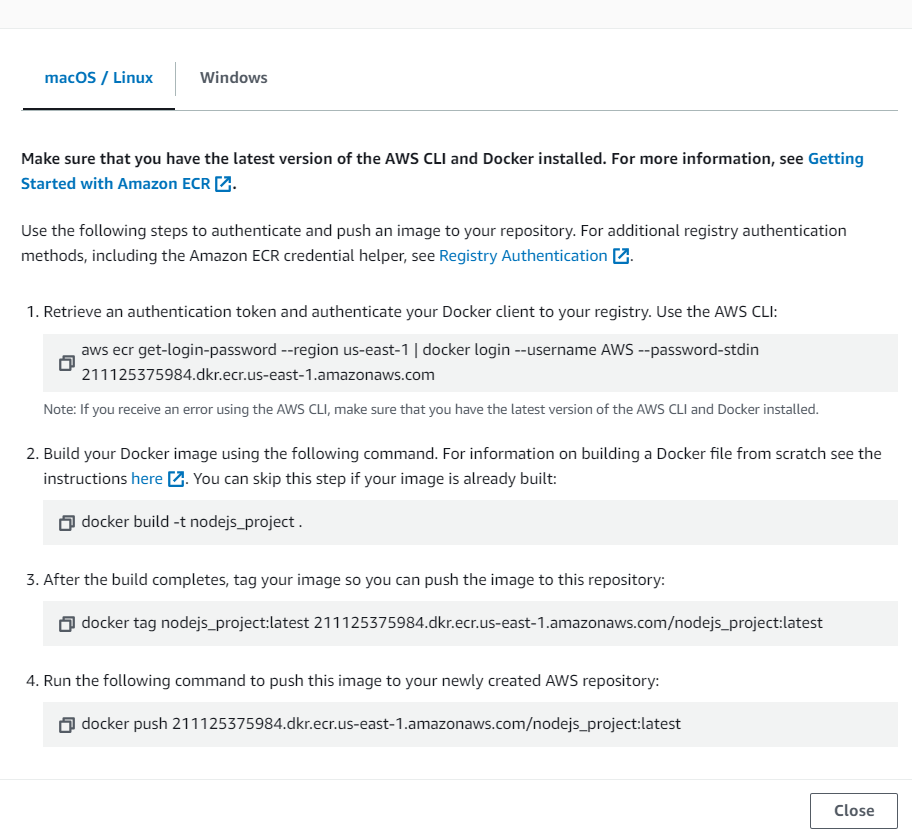 macOS / Linux
Windows
Make sure that you have the latest version of the AWS CLI and Docker installed. For more information, see Getting
Started with Amazon ECR.
Use the following steps to authenticate and push an image to your repository. For additional registry authentication
methods, including the Amazon ECR credential helper, see Registry Authentication.
1. Retrieve an authentication token and authenticate your Docker client to your registry. Use the AWS CLI:
aws ecr get-login-password --region us-east-1 | docker login --username AWS --password-stdin
211125375984.dkr.ecr.us-east-1.amazonaws.com
Note: If you receive an error using the AWS CLI, make sure that you have the latest version of the AWS CLI and Docker installed.
2. Build your Docker image using the following command. For information on building a Docker file from scratch see the
instructions here. You can skip this step if your image is already built:
docker build -t nodejs_project .
3. After the build completes, tag your image so you can push the image to this repository:
docker tag nodejs_project:latest 211125375984.dkr.ecr.us-east-1.amazonaws.com/nodejs_project:latest
4. Run the following command to push this image to your newly created AWS repository:
docker push 211125375984.dkr.ecr.us-east-1.amazonaws.com/nodejs_project:latest
Close